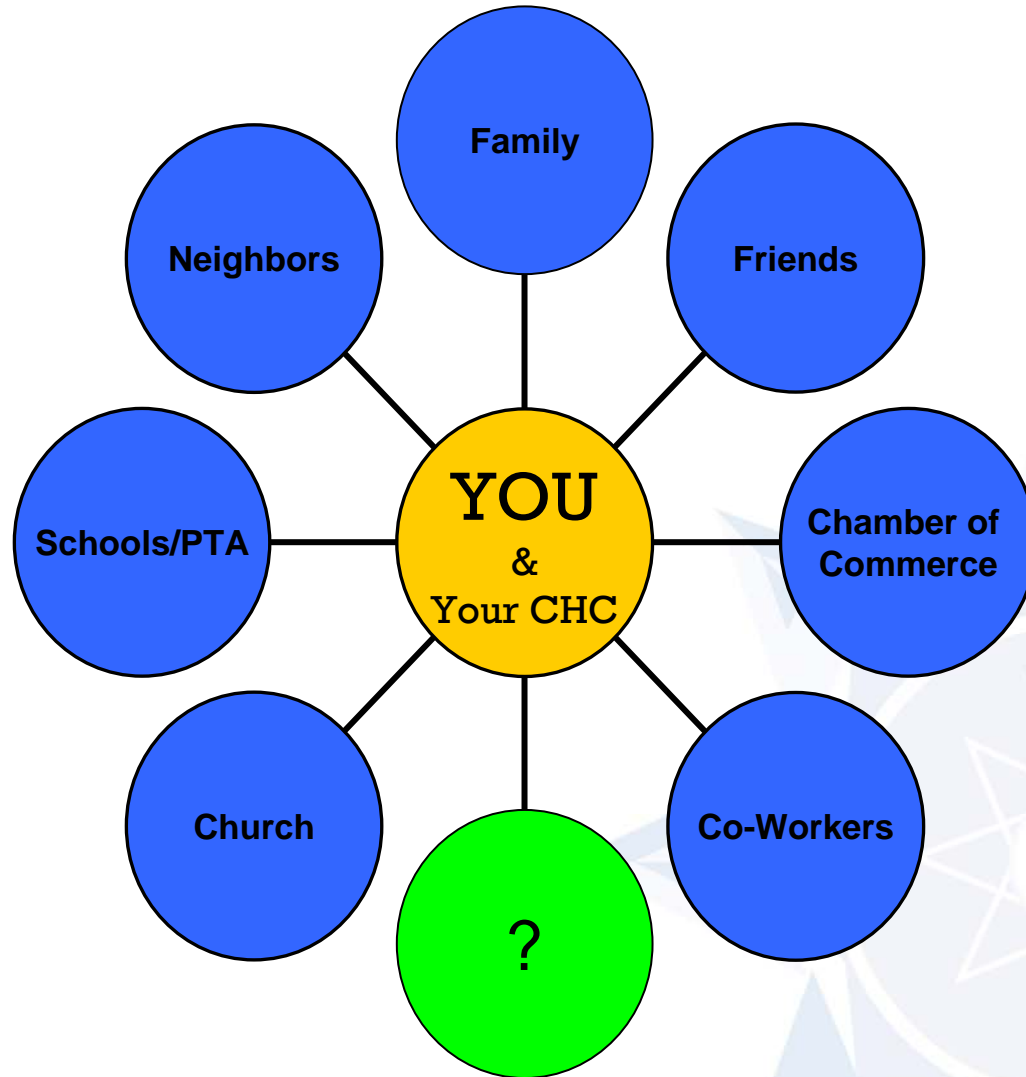 Family
Neighbors
Friends
YOU
&
Your CHC
Schools/PTA
Chamber of
Commerce
Church
Co-Workers
?